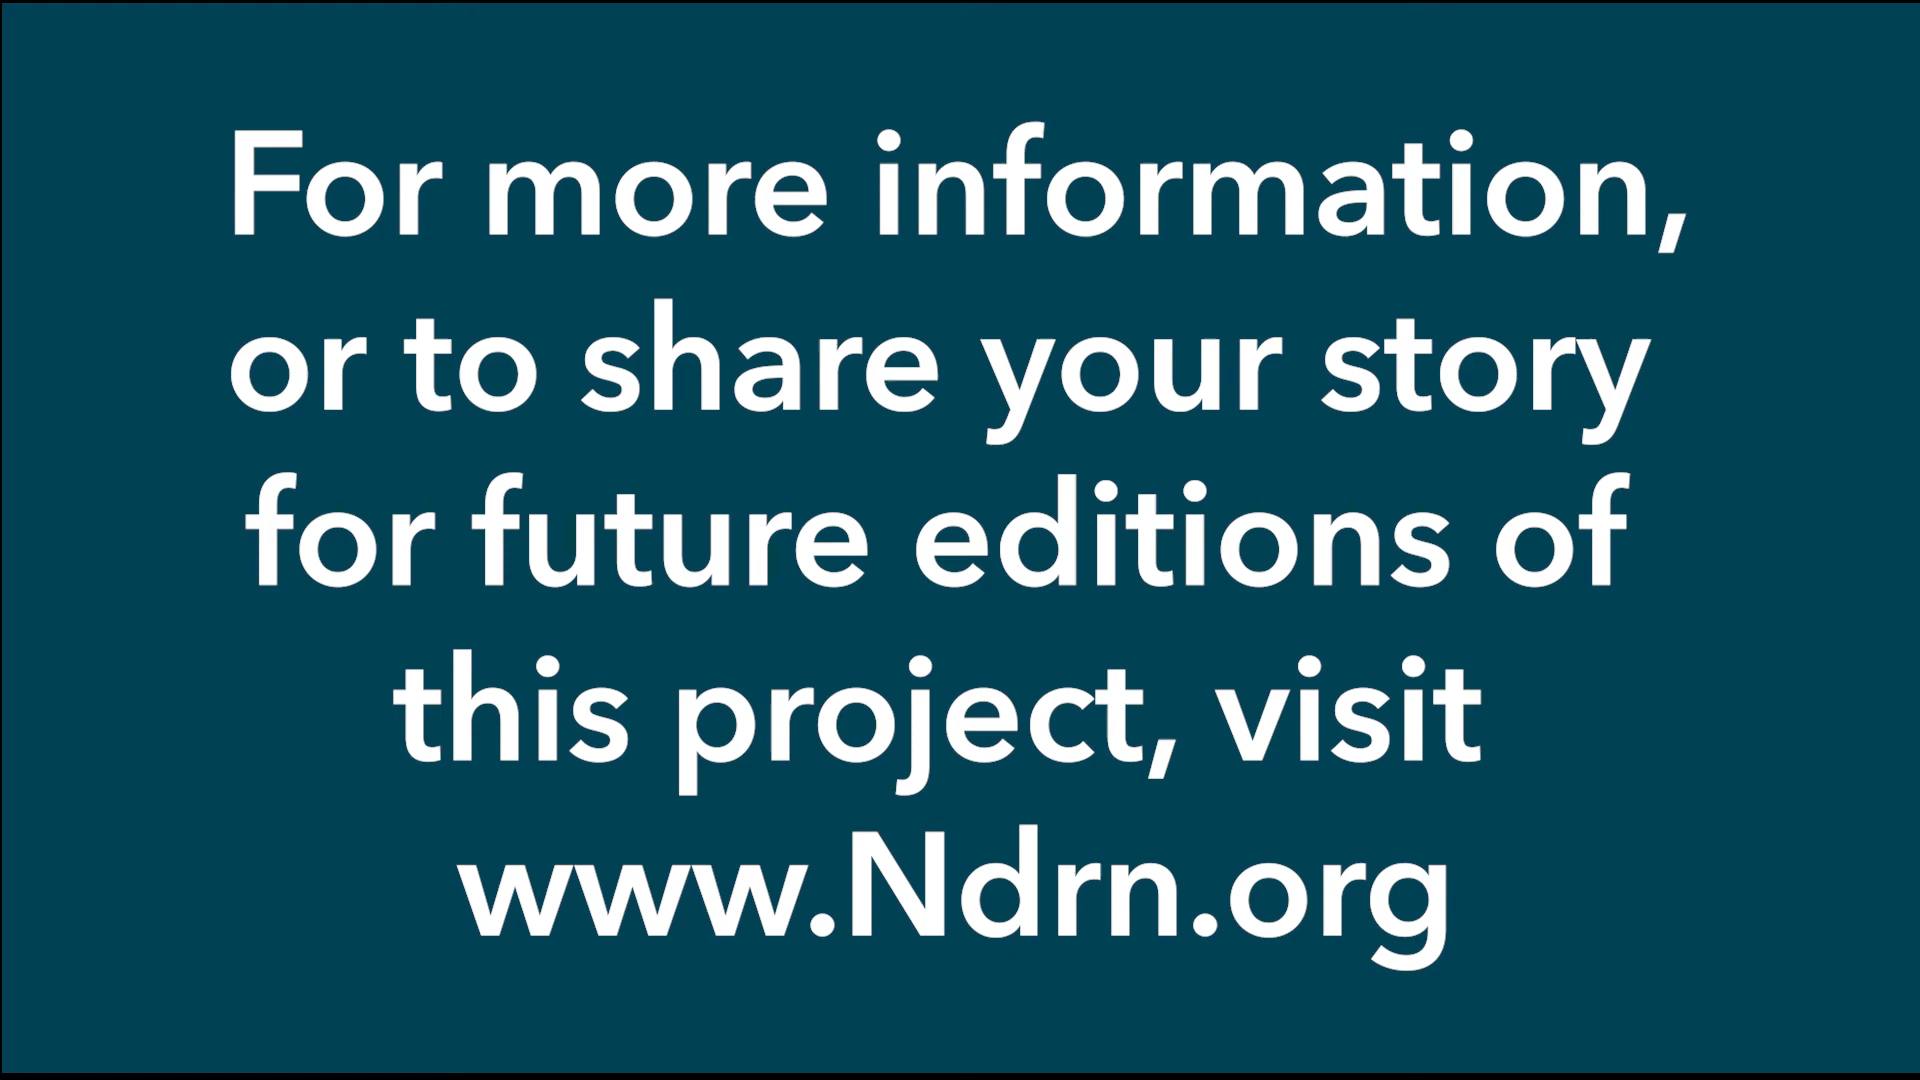 For more information,
or to share your story
for future editions of
this project, visit
www.Ndrn.org